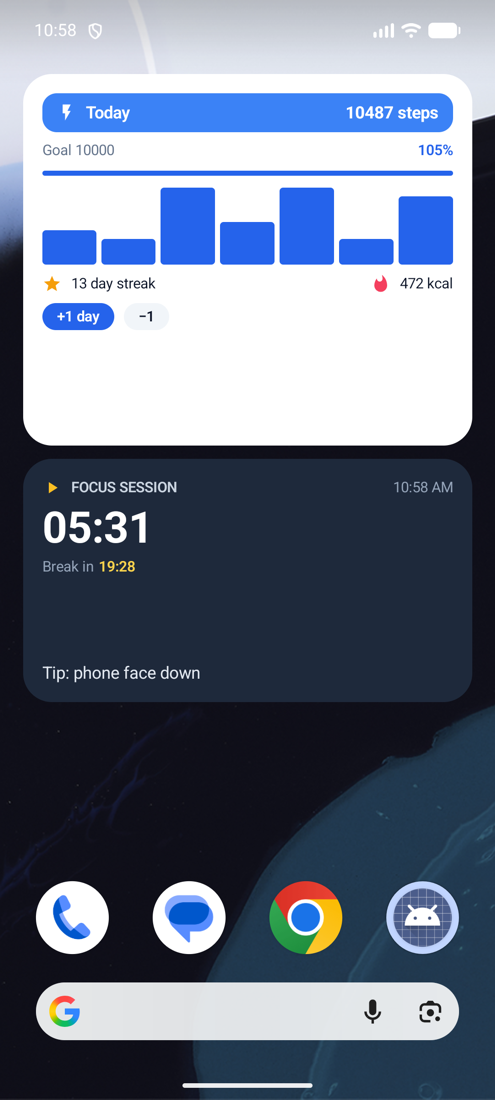 10:58
Today 10487 steps
Goal 10000 105%
13 day streak 472 kcal
+1 day −1
FOCUS SESSION 10:58 AM
05:31
Break in 19:28
Tip: phone face down